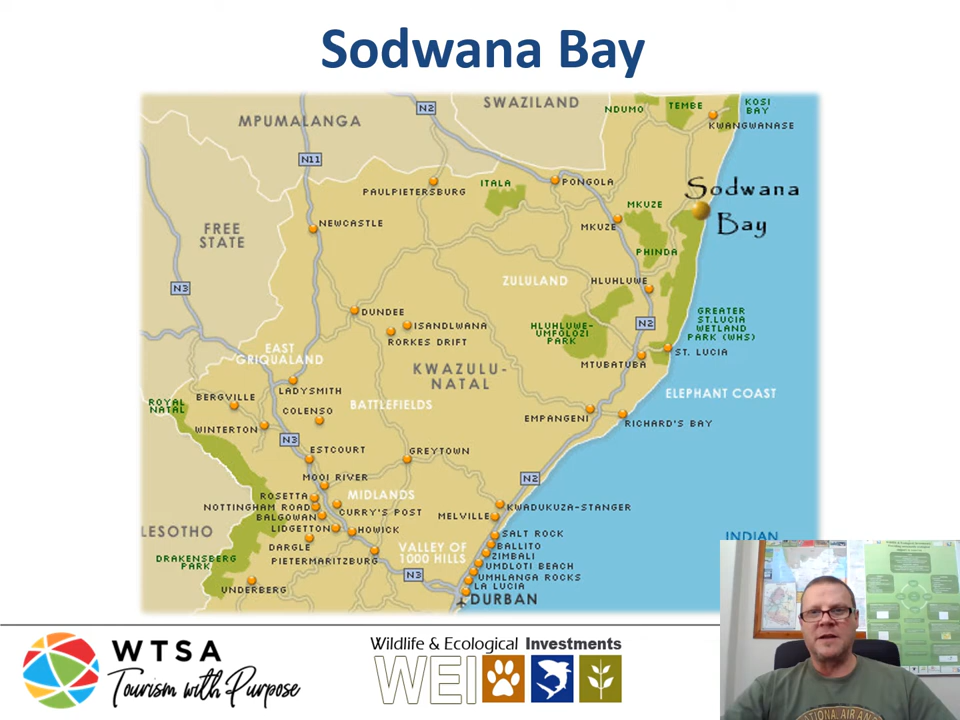 Sodwana Bay
SWAZILAND
MPUMALANGA
N2
NDUMO
TEMBE
KOSI
BAY
KWANGWANASE
N11
PAULPIETERSBURG
ITALA
PONGOLA
Sodwana
Bay
MKUZE
MKUZE
NEWCASTLE
FREE
STATE
PHINDA
ZULULAND
HLUHLUWE
N3
DUNDEE
ISANDLWANA
RORKES DRIFT
HLUHLUWE-
UMFOLOZI
PARK
N2
GREATER
ST.LUCIA
WETLAND
PARK (WHS)
ST. LUCIA
MTUBATUBA
EAST
GRIQUALAND
KWAZULU-
NATAL
LADYSMITH
BERGVILLE
COLENSO
BATTLEFIELDS
ELEPHANT COAST
ROYAL
NATAL
WINTERTON
EMPANGENI
RICHARD'S BAY
N3
ESTCOURT
GREYTOWN
MOOI RIVER
N2
ROSETTA
MIDLANDS
NOTTINGHAM ROAD
CURRY'S POST
BALGOWAN
MELVILLE
KWADUKUZA-STANGER
LESOTHO
LIDGETTON
HOWICK
SALT ROCK
INDIAN
DARGLE
BALLITO
VALLEY OF
1000 HILLS
ZIMBALI
DRAKENSBERG
PARK
PIETERMARITZBURG
UMDLOTI BEACH
N3
UMHLANGA ROCKS
LA LUCIA
UNDERBERG
DURBAN
WTSA
Tourism with Purpose
Wildlife & Ecological Investments
WEI